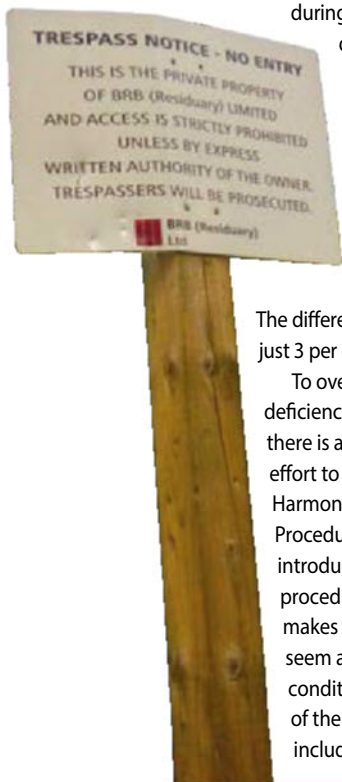 TRESPASS NOTICE - NO ENTRY
THIS IS THE PRIVATE PROPERTY
OF BRB (Residuary) LIMITED
AND ACCESS IS STRICTLY PROHIBITED
UNLESS BY EXPRESS
WRITTEN AUTHORITY OF THE OWNER.
TRESPASSERS WILL BE PROSECUTED.
BRB (Residuary)
Ltd
during
The differe
just 3 per
To ove
deficienc
there is a
effort to
Harmon
Procedu
introdu
proced
makes
seem a
condit
of the
includ